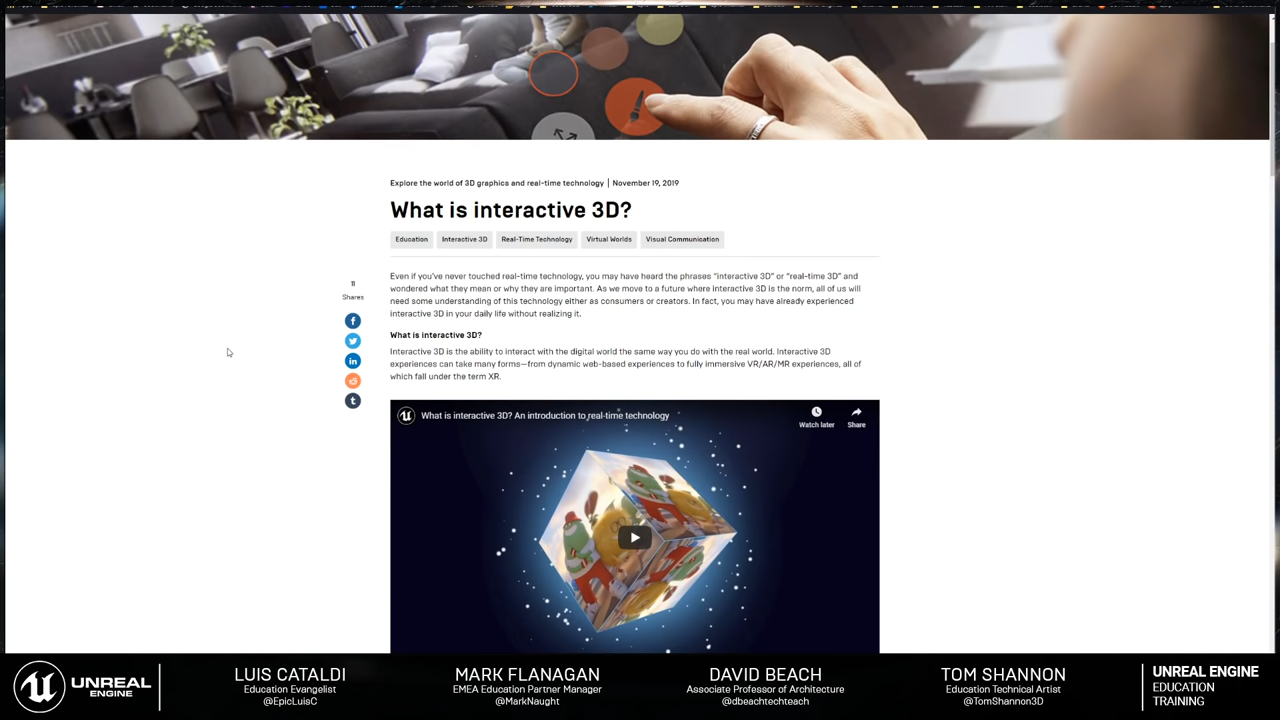 Explore the world of 3D graphics and real-time technology | November 19, 2019
What is interactive 3D?
Education
Interactive 3D
Real-Time Technology
Virtual Worlds
Visual Communication
Even if you've never touched real-time technology, you may have heard the phrases "interactive 3D" or "real-time 3D" and
wondered what they mean or why they are important. As we move to a future where interactive 3D is the norm, all of us will
need some understanding of this technology either as consumers or creators. In fact, you may have already experienced
interactive 3D in your daily life without realizing it.
11
Shares
What is interactive 3D?
Interactive 3D is the ability to interact with the digital world the same way you do with the real world. Interactive 3D
experiences can take many forms—from dynamic web-based experiences to fully immersive VR/AR/MR experiences, all of
which fall under the term XR.
What is interactive 3D? An introduction to real-time technology
Watch later
Share
UNREAL
ENGINE
LUIS CATALDI
Education Evangelist
@EpicLuisC
MARK FLANAGAN
EMEA Education Partner Manager
@MarkNaught
DAVID BEACH
Associate Professor of Architecture
@dbeachtechteach
TOM SHANNON
Education Technical Artist
@TomShannon3D
UNREAL ENGINE
EDUCATION
TRAINING